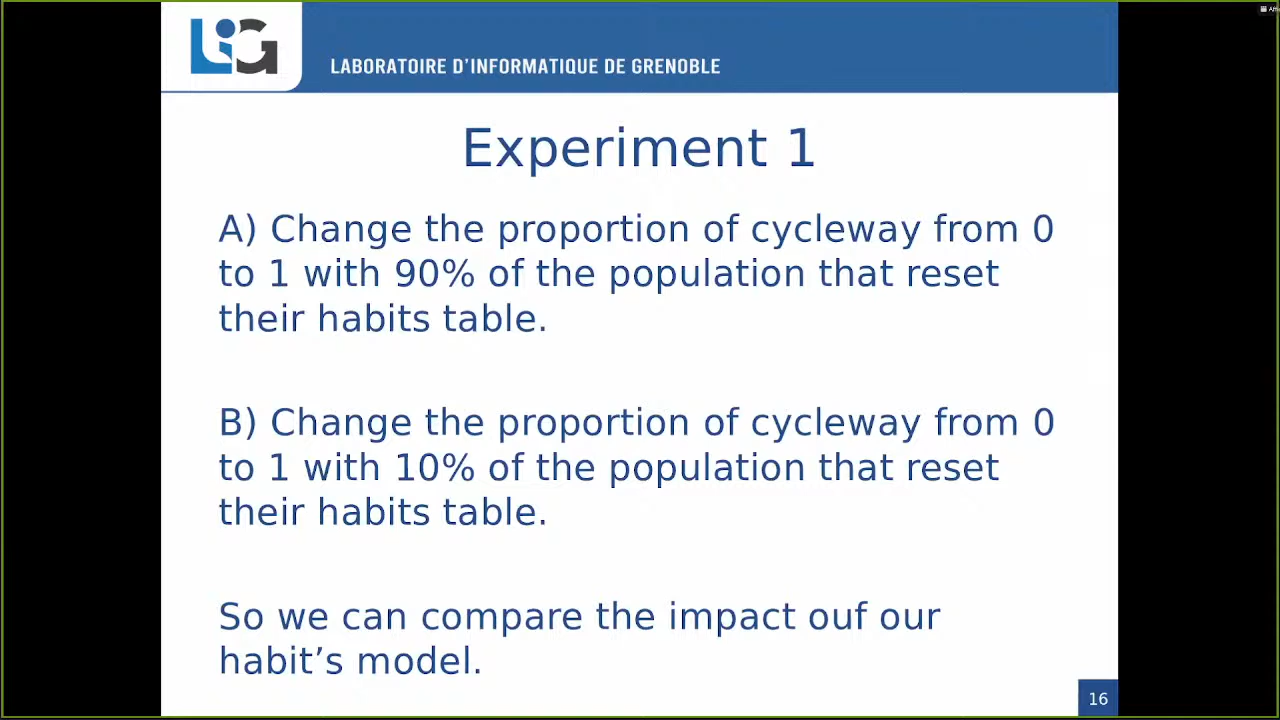 LiG
LABORATOIRE D'INFORMATIQUE DE GRENOBLE
Experiment 1
A) Change the proportion of cycleway from 0
to 1 with 90% of the population that reset
their habits table.
B) Change the proportion of cycleway from 0
to 1 with 10% of the population that reset
their habits table.
So we can compare the impact ouf our
habit’s model.
16